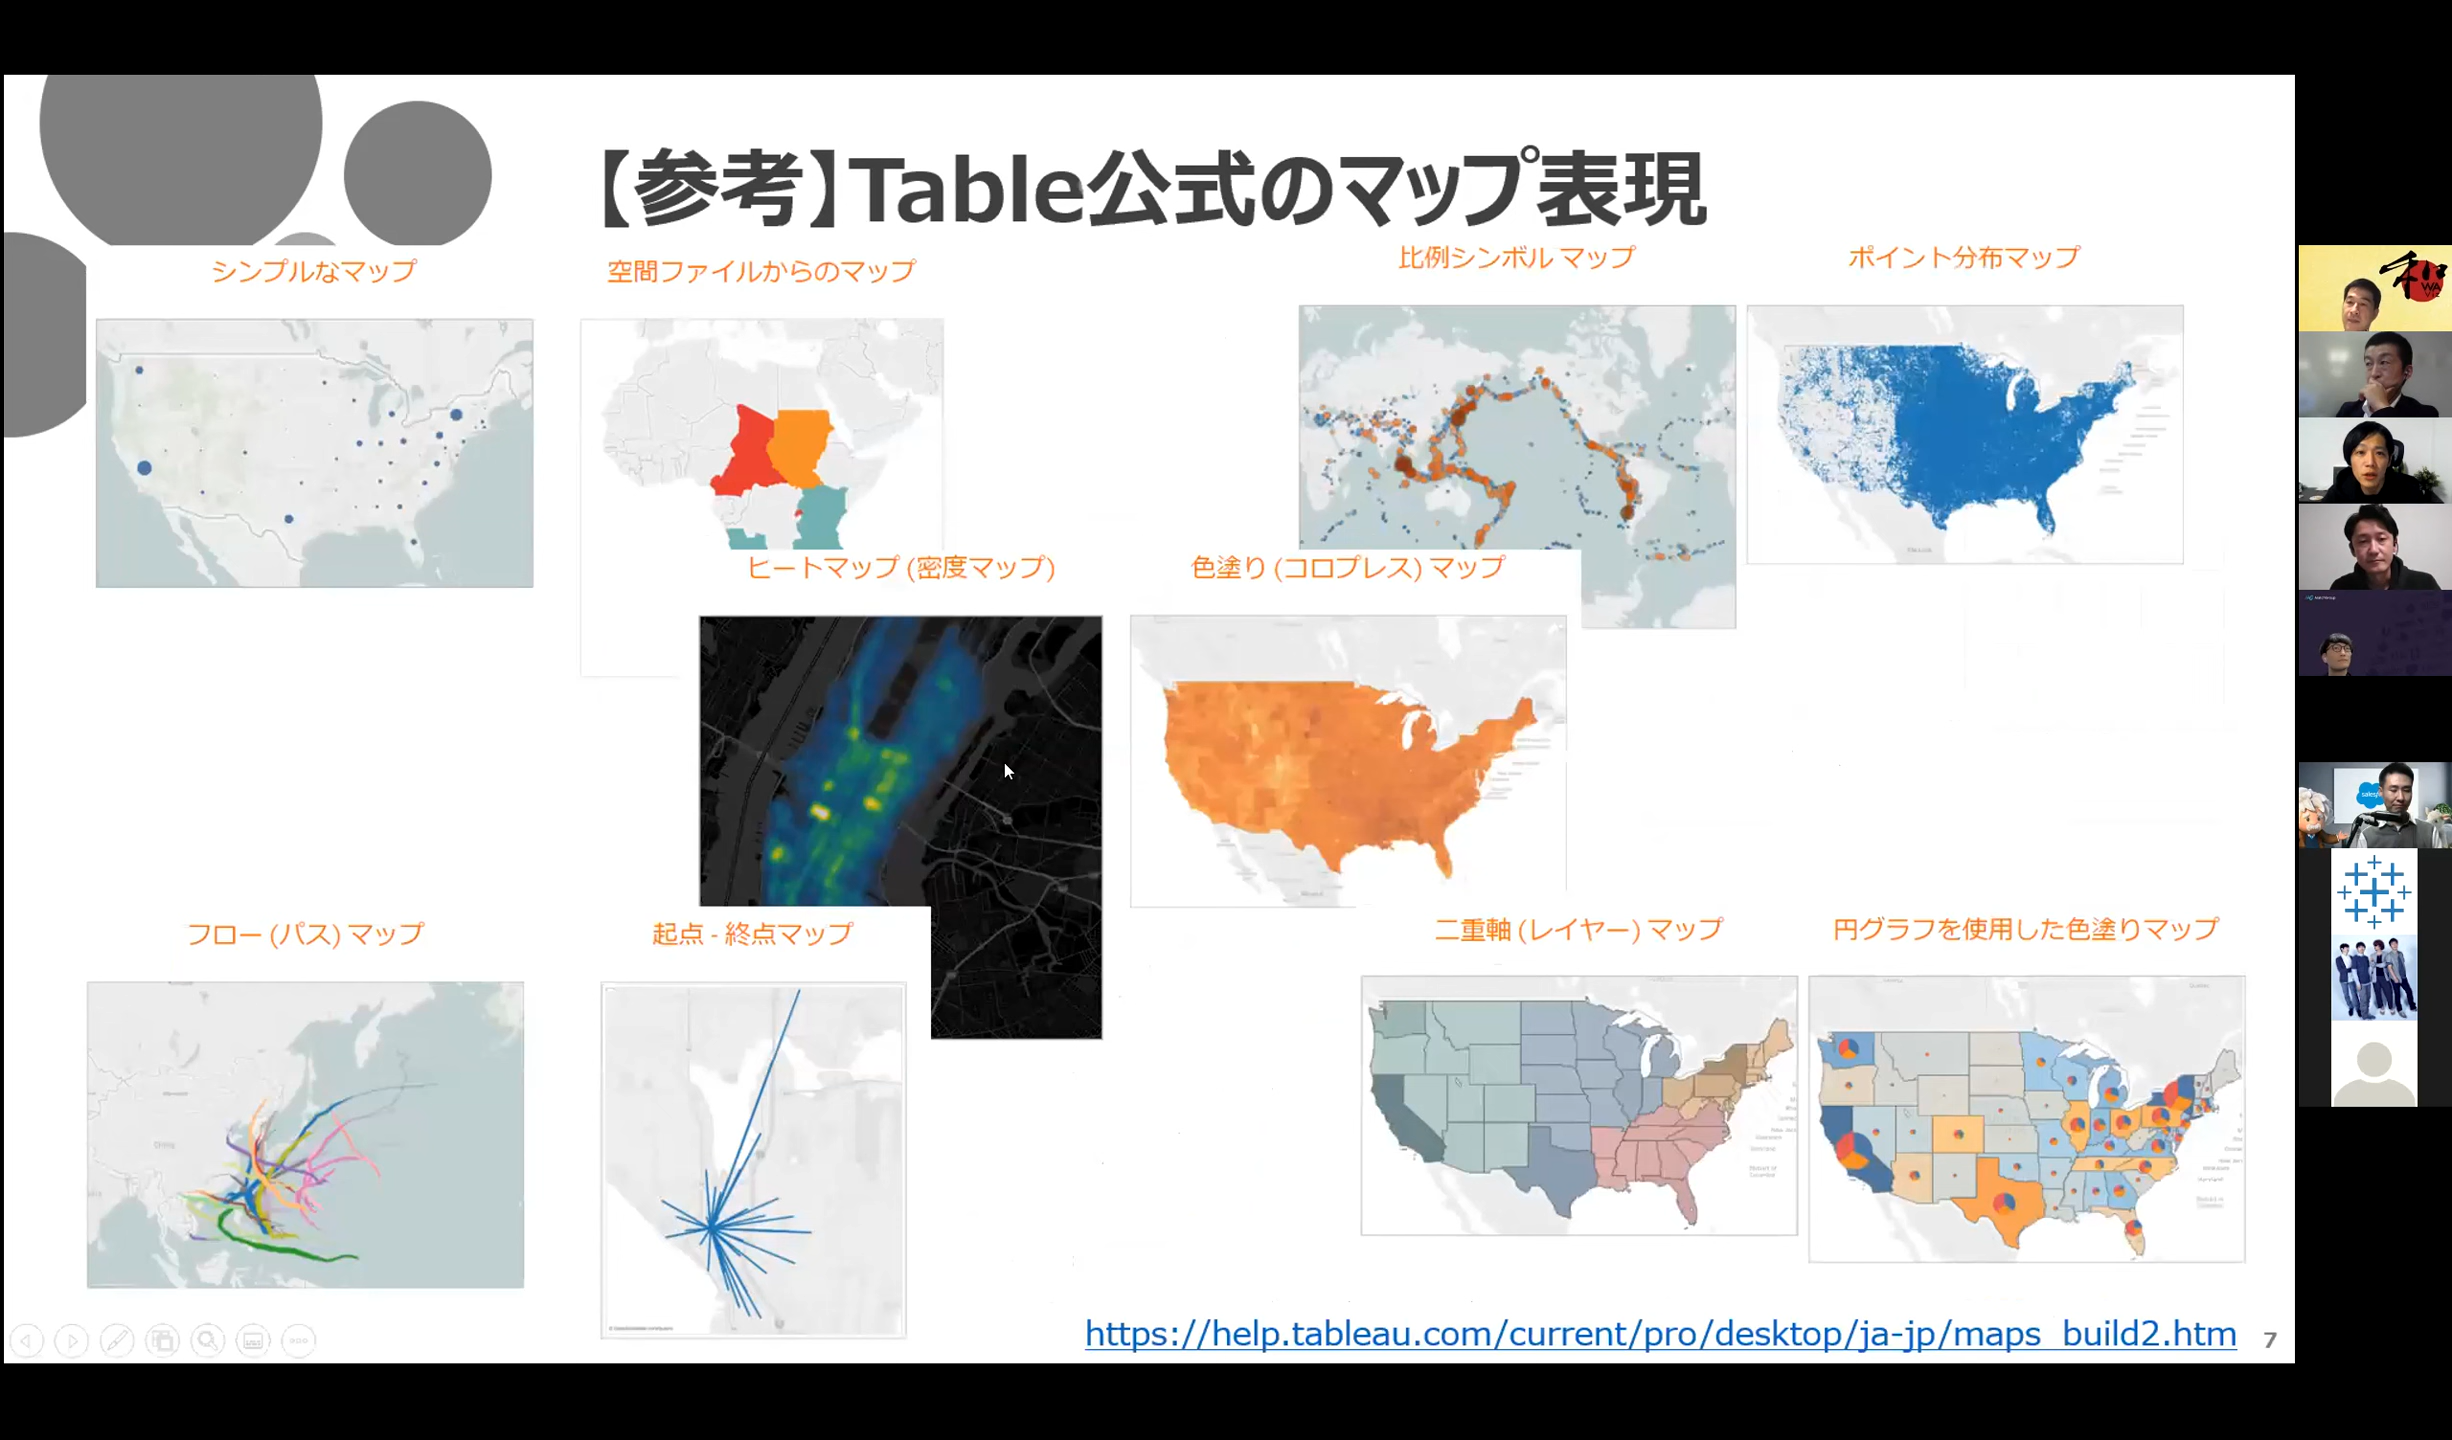 【参考】Table公式のマップ表現
シンプルなマップ
空間ファイルからのマップ
比例シンボル マップ
ポイント分布マップ
ヒートマップ (密度マップ)
色塗り (コロプレス) マップ
フロー (パス) マップ
起点 - 終点マップ
二重軸 (レイヤー) マップ
円グラフを使用した色塗りマップ
China
https://help.tableau.com/current/pro/desktop/ja-jp/maps_build2.htm
7
和
WA